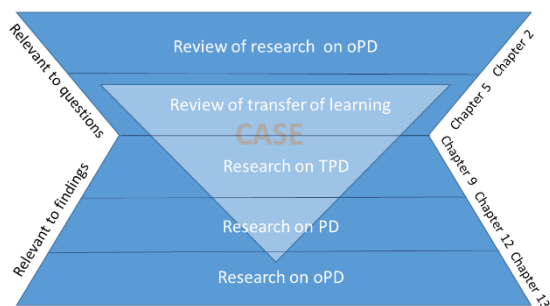 Review of research on oPD
Review of transfer of learning
CASE
Research on TPD
Research on PD
Research on oPD
Relevant to questions
Relevant to findings
Chapter 2
Chapter 5
Chapter 9
Chapter 12
Chapter 13